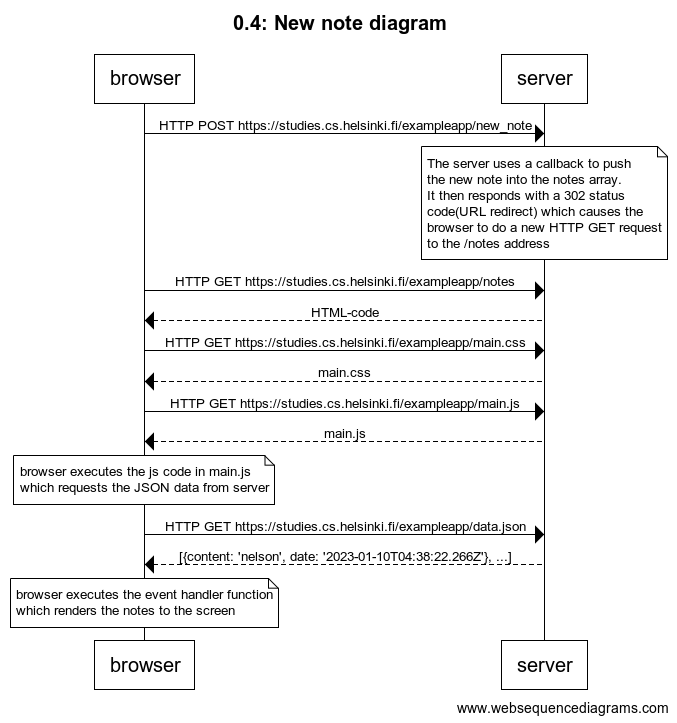 0.4: New note diagram
browser
server
HTTP POST https://studies.cs.helsinki.fi/exampleapp/new_note
The server uses a callback to push
the new note into the notes array.
It then responds with a 302 status
code(URL redirect) which causes the
browser to do a new HTTP GET request
to the /notes address
HTTP GET https://studies.cs.helsinki.fi/exampleapp/notes
HTML-code
HTTP GET https://studies.cs.helsinki.fi/exampleapp/main.css
main.css
HTTP GET https://studies.cs.helsinki.fi/exampleapp/main.js
main.js
browser executes the js code in main.js
which requests the JSON data from server
HTTP GET https://studies.cs.helsinki.fi/exampleapp/data.json
[{content: 'nelson', date: '2023-01-10T04:38:22.266Z'}, ...]
browser executes the event handler function
which renders the notes to the screen
browser
server
www.websequencediagrams.com